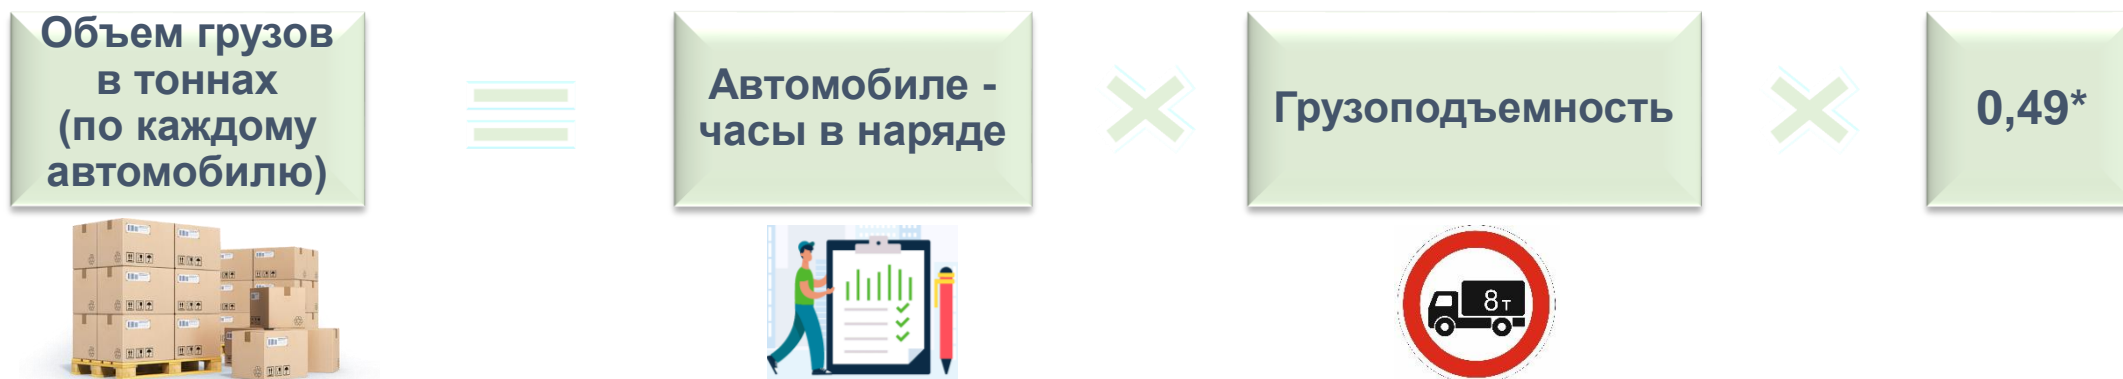 Объем грузов
в тоннах
(по каждому
автомобилю)
=
Автомобиле -
часы в наряде
×
Грузоподъемность
×
0,49*
8т